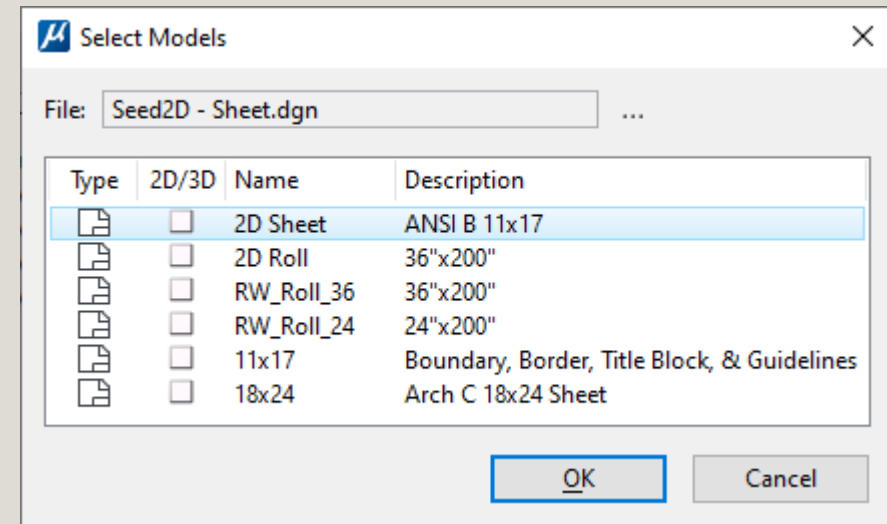 Select Models
File: Seed2D - Sheet.dgn ...
Type 2D/3D Name Description
2D Sheet ANSI B 11x17
2D Roll 36"x200"
RW_Roll_36 36"x200"
RW_Roll_24 24"x200"
11x17 Boundary, Border, Title Block, & Guidelines
18x24 Arch C 18x24 Sheet
OK Cancel